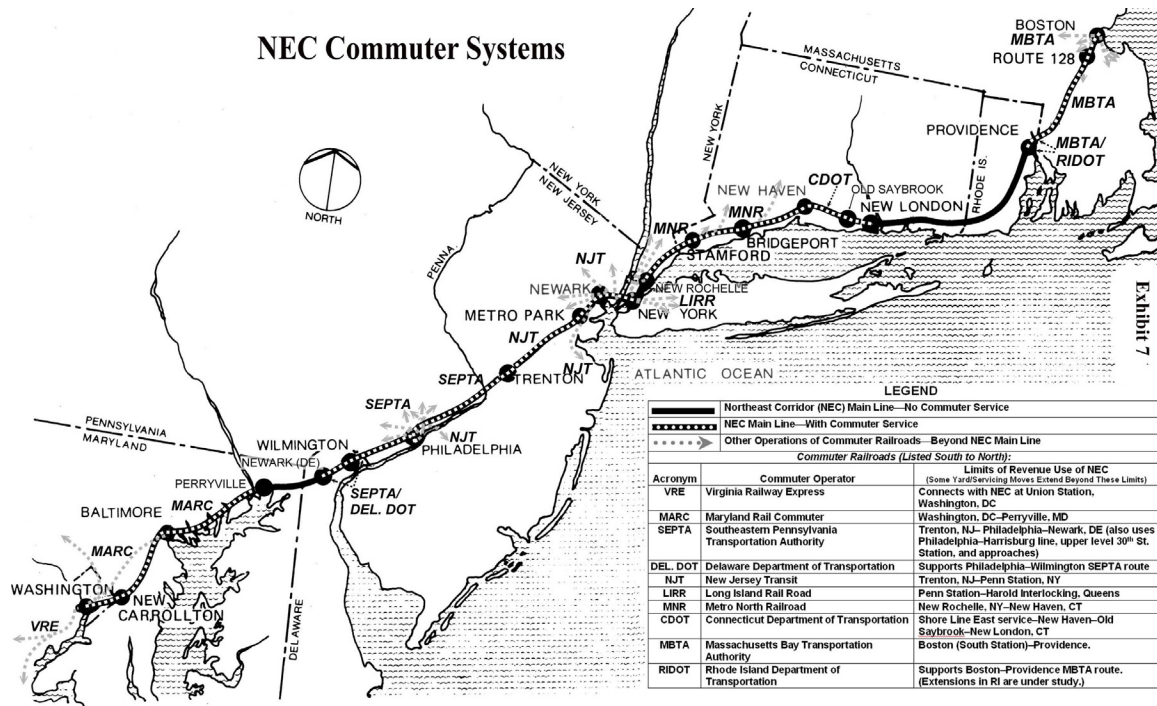 NEC Commuter Systems
BOSTON
MBTA
ROUTE 128
MASSACHUSETTS
CONNECTICUT
MBTA
PROVIDENCE
MBTA/
RIDOT
NEW YORK
RHODE IS.
NEW YORK
NEW JERSEY
NORTH
CDOT
NEW HAVEN
OLD SAYBROOK
NEW LONDON
MNR
MNR
BRIDGEPORT
STAMFORD
PENNA.
NJT
NEWARK
NEW ROCHELLE
LIRR
NEW YORK
METRO PARK
NJT
NJT
Exhibit 7
SEPTA
TRENTON
ATLANTIC OCEAN
SEPTA
NJT
PHILADELPHIA
PENNSYLVANIA
MARYLAND
WILMINGTON
NEWARK (DE)
PERRYVILLE
SEPTA/
DEL. DOT
MARC
BALTIMORE
MARC
WASHINGTON
NEW
CARROLLTON
VRE
DELAWARE
LEGEND
Northeast Corridor (NEC) Main Line—No Commuter Service
NEC Main Line—With Commuter Service
Other Operations of Commuter Railroads—Beyond NEC Main Line
Commuter Railroads (Listed South to North):
Acronym Commuter Operator Limits of Revenue Use of NEC
(Some Yard/Servicing Moves Extend Beyond These Limits)
VRE Virginia Railway Express Connects with NEC at Union Station,
Washington, DC
MARC Maryland Rail Commuter Washington, DC–Perryville, MD
SEPTA Southeastern Pennsylvania Trenton, NJ– Philadelphia–Newark, DE (also uses
Transportation Authority Philadelphia–Harrisburg line, upper level 30th St.
Station, and approaches)
DEL. DOT Delaware Department of Transportation Supports Philadelphia–Wilmington SEPTA route
NJT New Jersey Transit Trenton, NJ–Penn Station, NY
LIRR Long Island Rail Road Penn Station–Harold Interlocking, Queens
MNR Metro North Railroad New Rochelle, NY–New Haven, CT
CDOT Connecticut Department of Transportation Shore Line East service–New Haven–Old
Saybrook–New London, CT
MBTA Massachusetts Bay Transportation Boston (South Station)–Providence.
Authority
RIDOT Rhode Island Department of Supports Boston–Providence MBTA route.
Transportation (Extensions in RI are under study.)